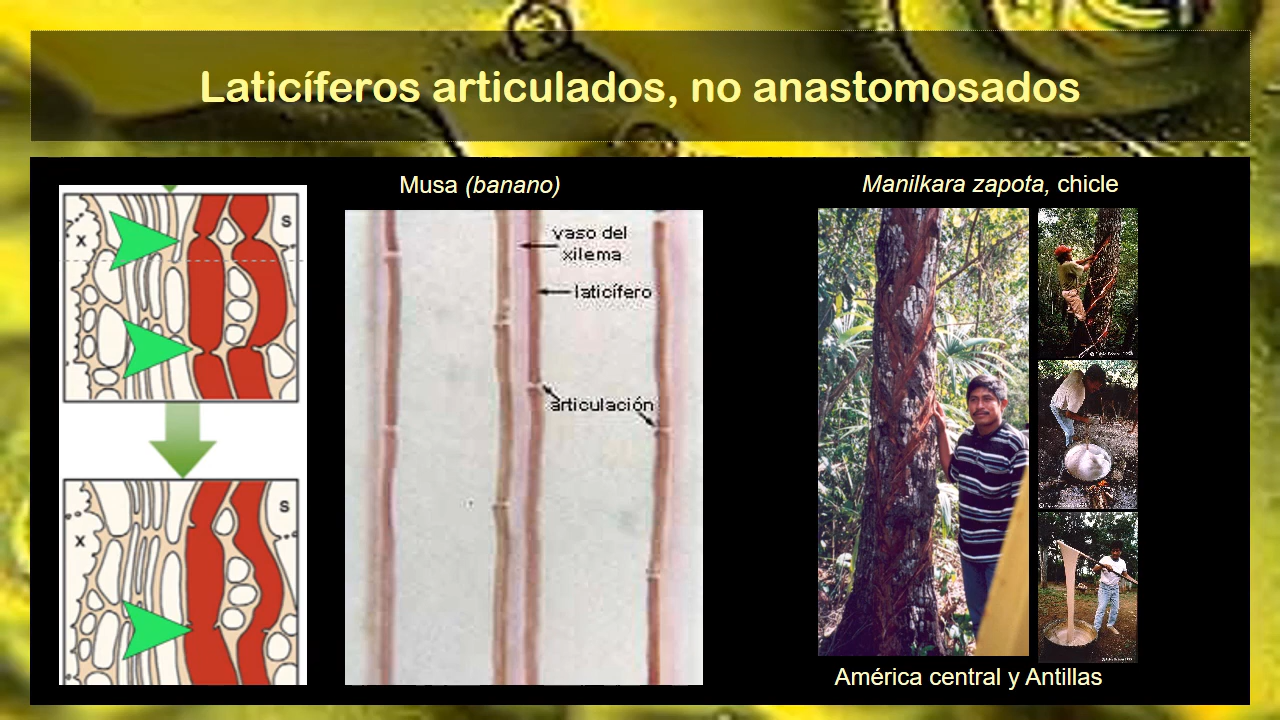 Laticíferos articulados, no anastomosados
Musa (banano)
Manilkara zapota, chicle
x
s
x
s
vaso del
xilema
laticífero
articulación
América central y Antillas